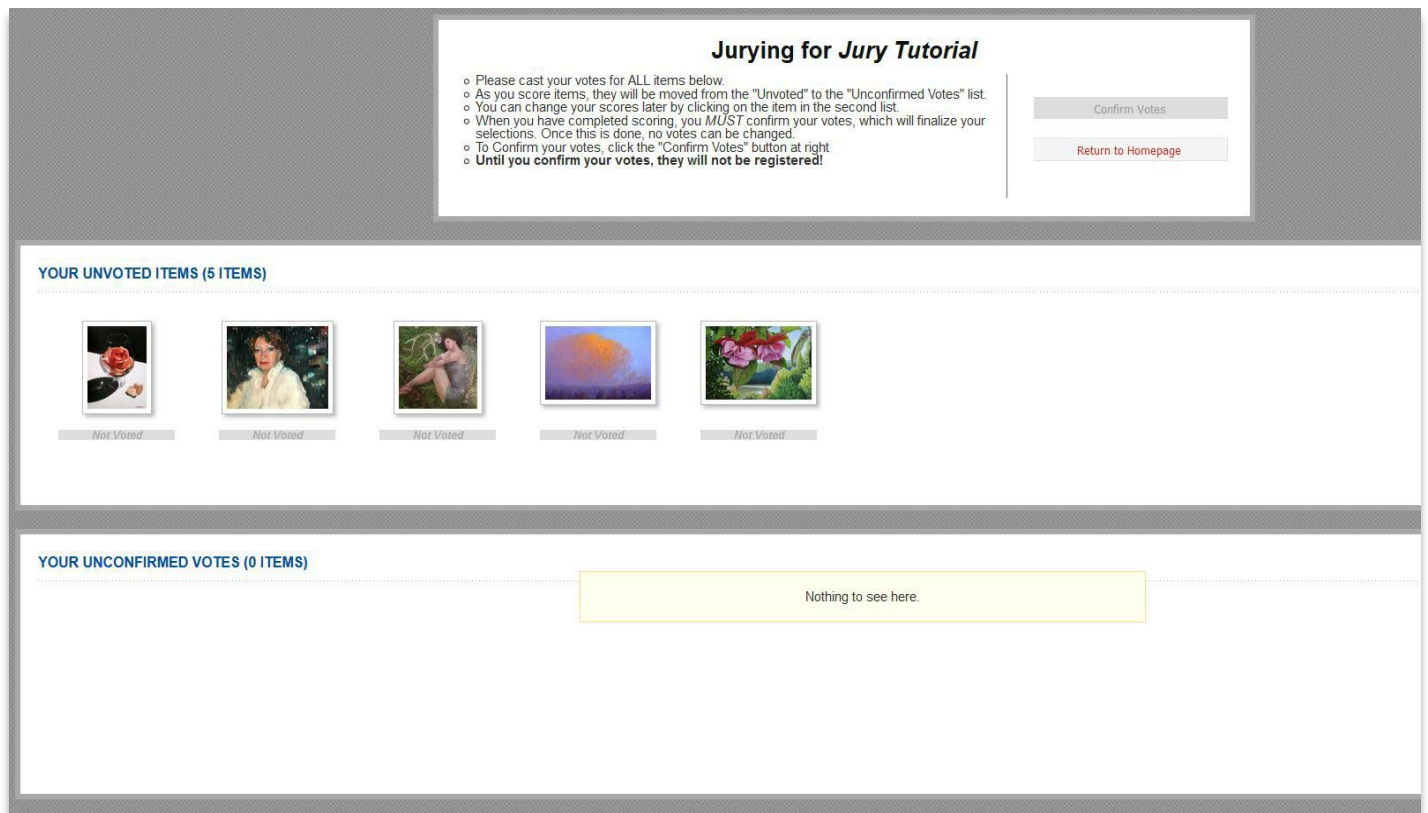 Jurying for Jury Tutorial
Please cast your votes for ALL items below.
As you score items, they will be moved from the "Unvoted" to the "Unconfirmed Votes" list.
You can change your scores later by clicking on the item in the second list.
When you have completed scoring, you MUST confirm your votes, which will finalize your
selections. Once this is done, no votes can be changed.
To Confirm your votes, click the "Confirm Votes" button at right
Until you confirm your votes, they will not be registered!
Confirm Votes
Return to Homepage
YOUR UNVOTED ITEMS (5 ITEMS)
Not Voted Not Voted Not Voted Not Voted Not Voted
YOUR UNCONFIRMED VOTES (0 ITEMS)
Nothing to see here.